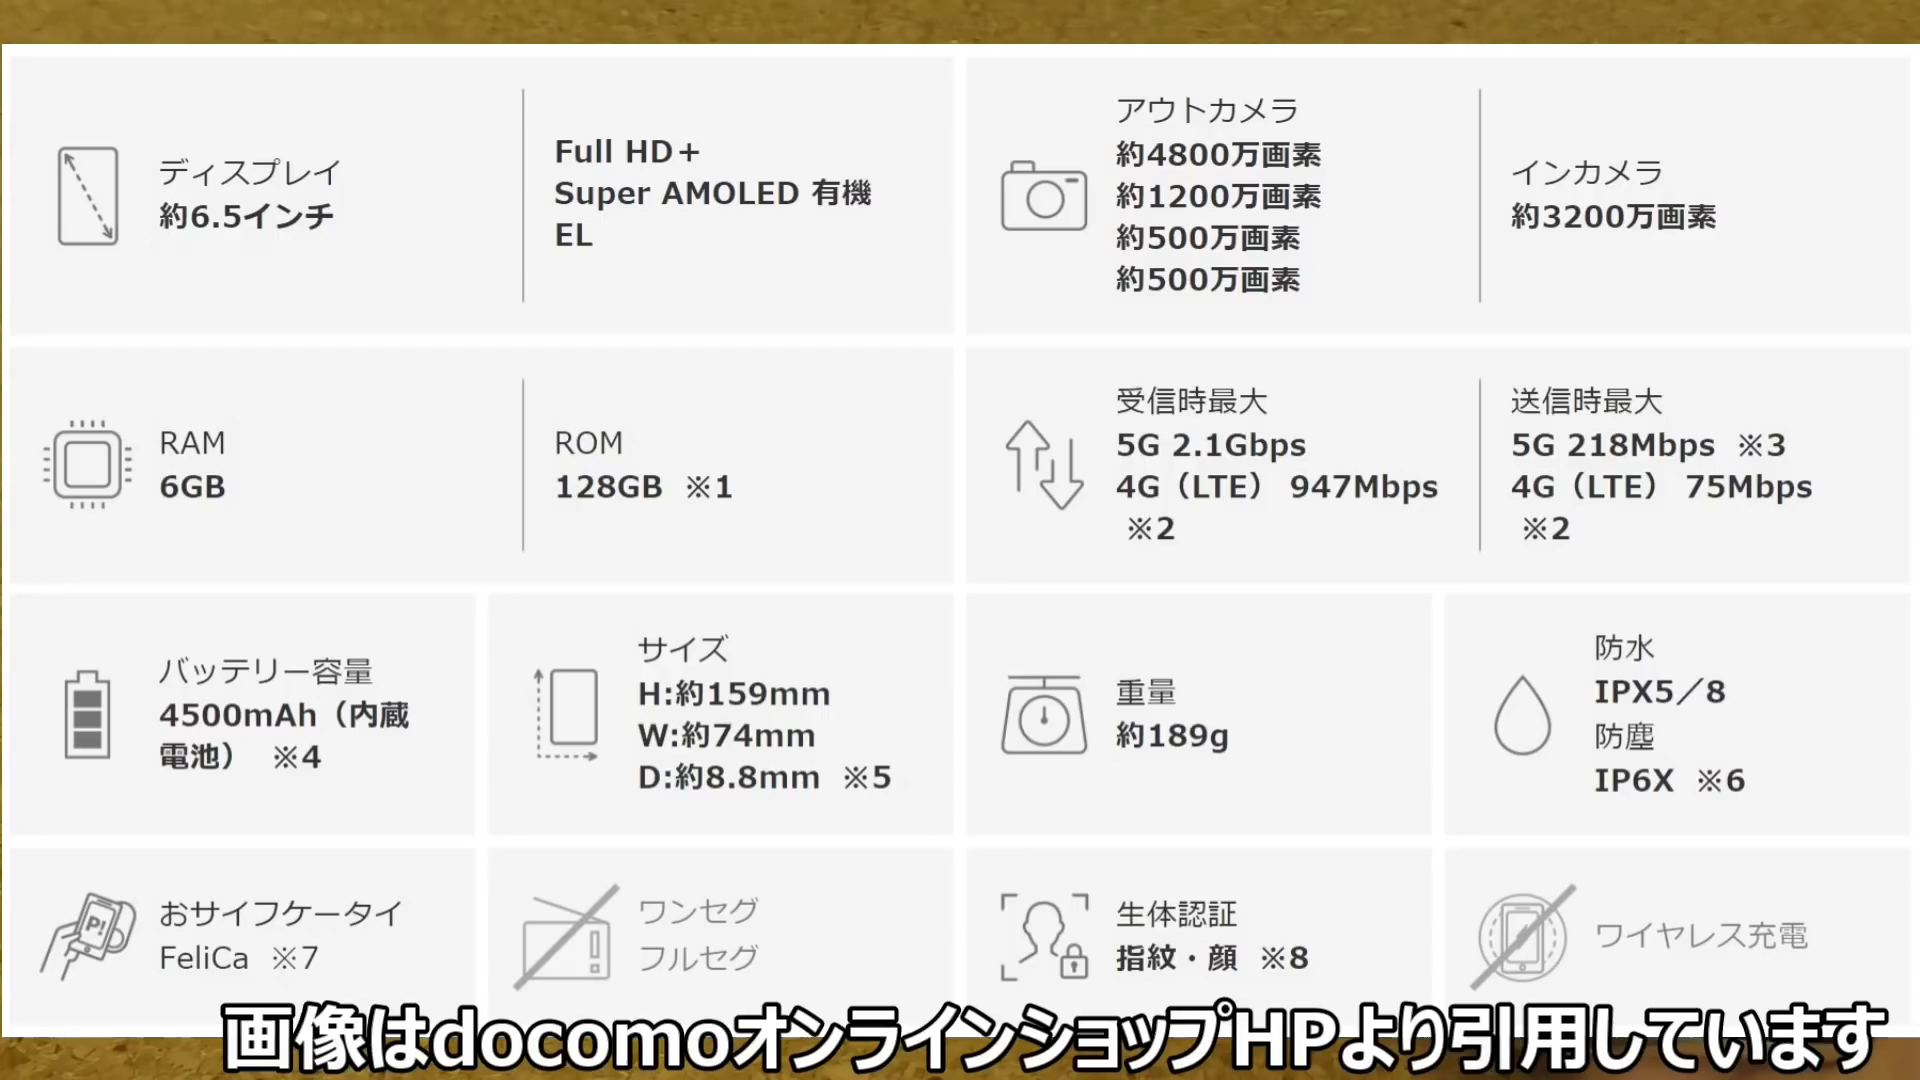 ディスプレイ
約6.5インチ
Full HD＋
Super AMOLED 有機
EL
アウトカメラ
約4800万画素
約1200万画素
約500万画素
約500万画素
インカメラ
約3200万画素
RAM
6GB
ROM
128GB ※1
受信時最大
5G 2.1Gbps
4G（LTE） 947Mbps
※2
送信時最大
5G 218Mbps ※3
4G（LTE） 75Mbps
※2
バッテリー容量
4500mAh（内蔵
電池） ※4
サイズ
H:約159mm
W:約74mm
D:約8.8mm ※5
重量
約189g
防水
IPX5／8
防塵
IP6X ※6
P!
おサイフケータイ
FeliCa ※7
ワンセグ
フルセグ
生体認証
指紋・顔 ※8
ワイヤレス充電
画像はdocomoオンラインショップHPより引用しています